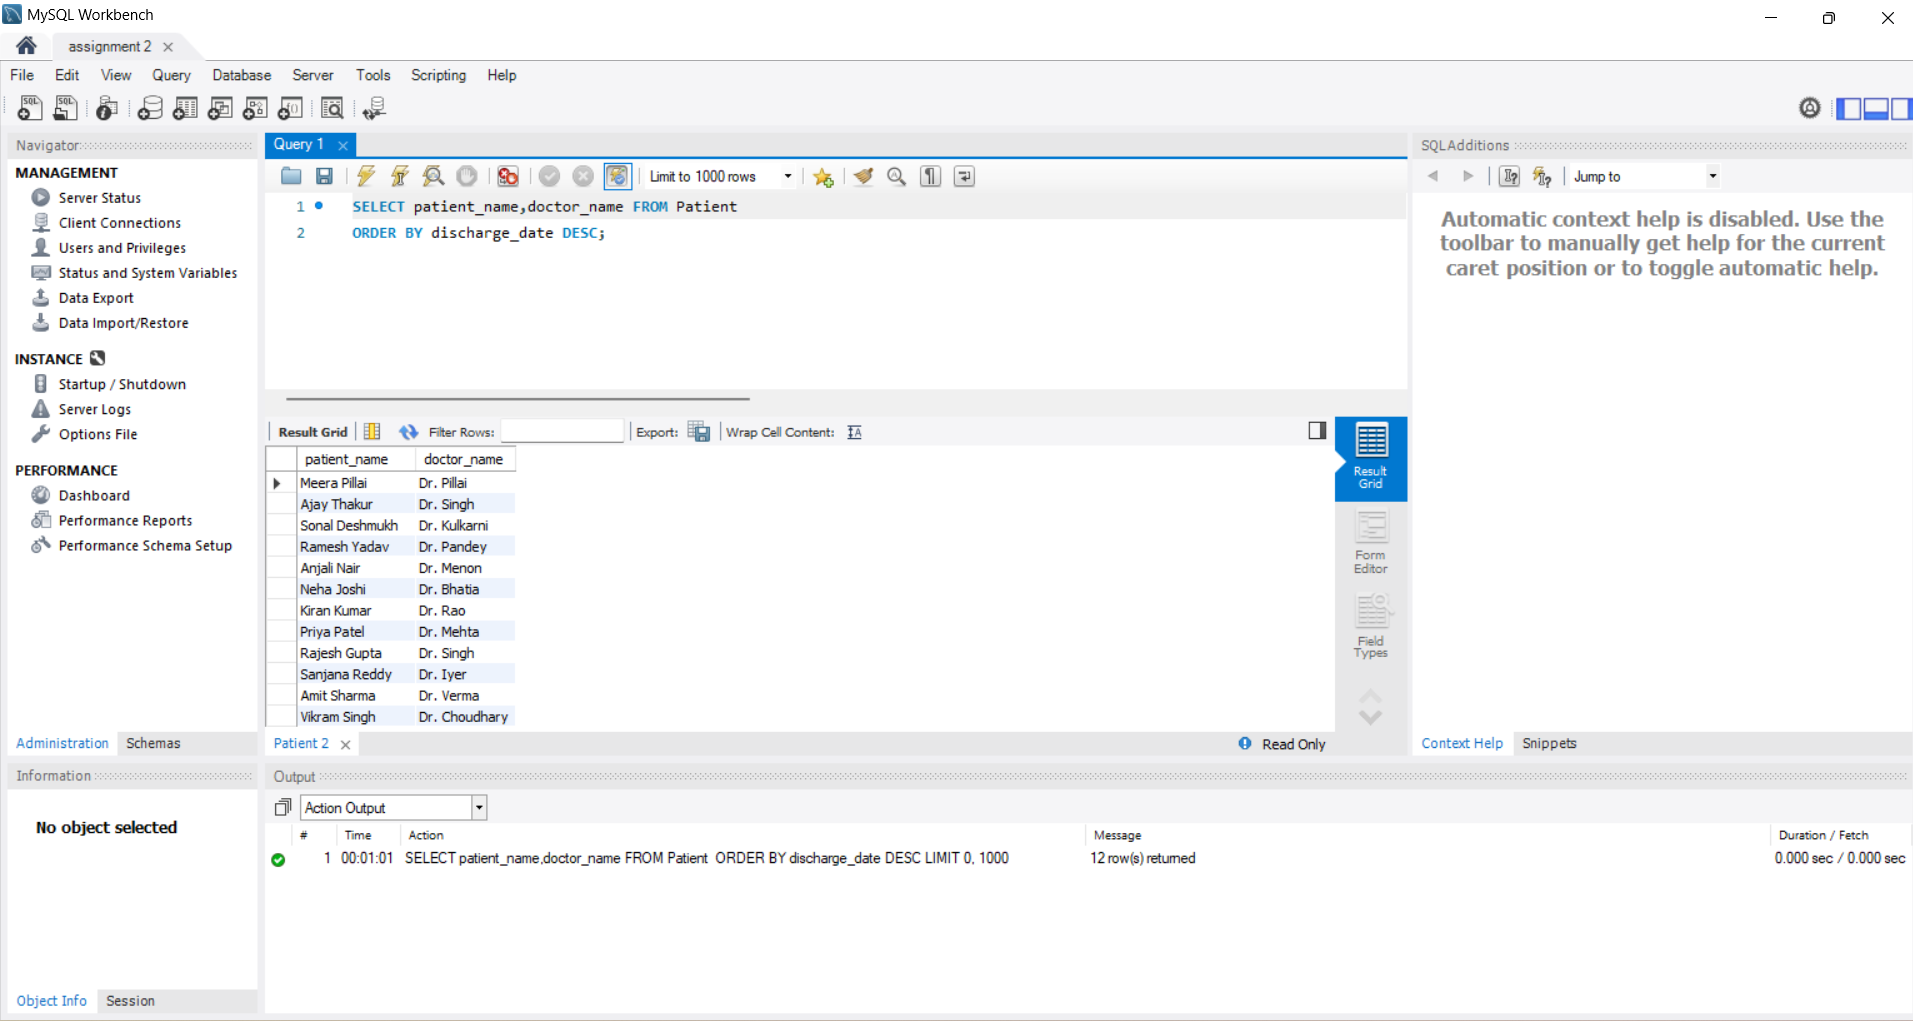 MySQL Workbench
assignment 2
File Edit View Query Database Server Tools Scripting Help
Navigator
MANAGEMENT
Server Status
Client Connections
Users and Privileges
Status and System Variables
Data Export
Data Import/Restore
INSTANCE
Startup / Shutdown
Server Logs
Options File
PERFORMANCE
Dashboard
Performance Reports
Performance Schema Setup
Administration Schemas
Query 1
Limit to 1000 rows
1 SELECT patient_name,doctor_name FROM Patient
2 ORDER BY discharge_date DESC;
Result Grid Filter Rows: Export: Wrap Cell Content:
patient_name doctor_name
Meera Pillai Dr. Pillai
Ajay Thakur Dr. Singh
Sonal Deshmukh Dr. Kulkarni
Ramesh Yadav Dr. Pandey
Anjali Nair Dr. Menon
Neha Joshi Dr. Bhatia
Kiran Kumar Dr. Rao
Priya Patel Dr. Mehta
Rajesh Gupta Dr. Singh
Sanjana Reddy Dr. Iyer
Amit Sharma Dr. Verma
Vikram Singh Dr. Choudhary
Result
Grid
Form
Editor
Field
Types
Patient 2
Read Only
SQLAdditions
Jump to
Automatic context help is disabled. Use the
toolbar to manually get help for the current
caret position or to toggle automatic help.
Context Help Snippets
Information
No object selected
Object Info Session
Output
Action Output
# Time Action Message Duration / Fetch
1 00:01:01 SELECT patient_name,doctor_name FROM Patient ORDER BY discharge_date DESC LIMIT 0, 1000 12 row(s) returned 0.000 sec / 0.000 sec